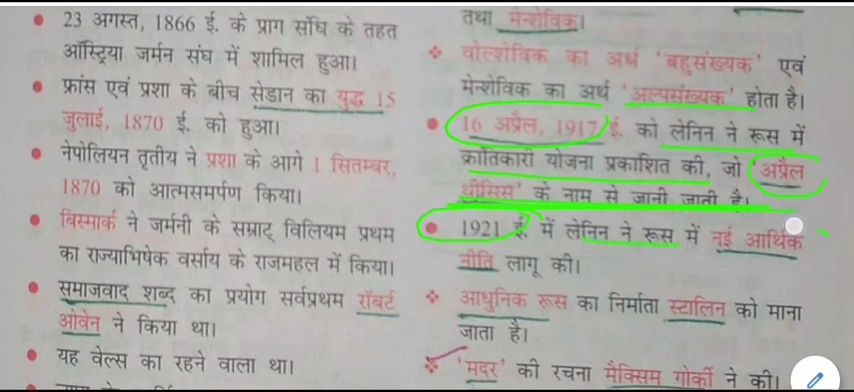 23 अगस्त, 1866 ई. के प्राग संधि के तहत
ऑस्ट्रिया जर्मन संघ में शामिल हुआ।
फ्रांस एवं प्रशा के बीच सेडान का युद्ध 15
जुलाई, 1870 ई. को हुआ।
नेपोलियन तृतीय ने प्रशा के आगे 1 सितम्बर,
1870 को आत्मसमर्पण किया।
बिस्मार्क ने जर्मनी के सम्राट् विलियम प्रथम
का राज्याभिषेक वर्साय के राजमहल में किया।
समाजवाद शब्द का प्रयोग सर्वप्रथम रॉबर्ट
ओवेन ने किया था।
यह वेल्स का रहने वाला था।
तथा मेन्शेविक।
वोल्शेविक का अर्थ 'बहुसंख्यक' एवं
मेन्शेविक का अर्थ 'अल्पसंख्यक' होता है।
16 अप्रैल, 1917 ई. को लेनिन ने रूस में
क्रांतिकारी योजना प्रकाशित की, जो 'अप्रैल
थीसिस' के नाम से जानी जाती है।
1921 ई. में लेनिन ने रूस में नई आर्थिक
नीति लागू की।
आधुनिक रूस का निर्माता स्टालिन को माना
जाता है।
'मदर' की रचना मैक्सिम गोर्की ने की।